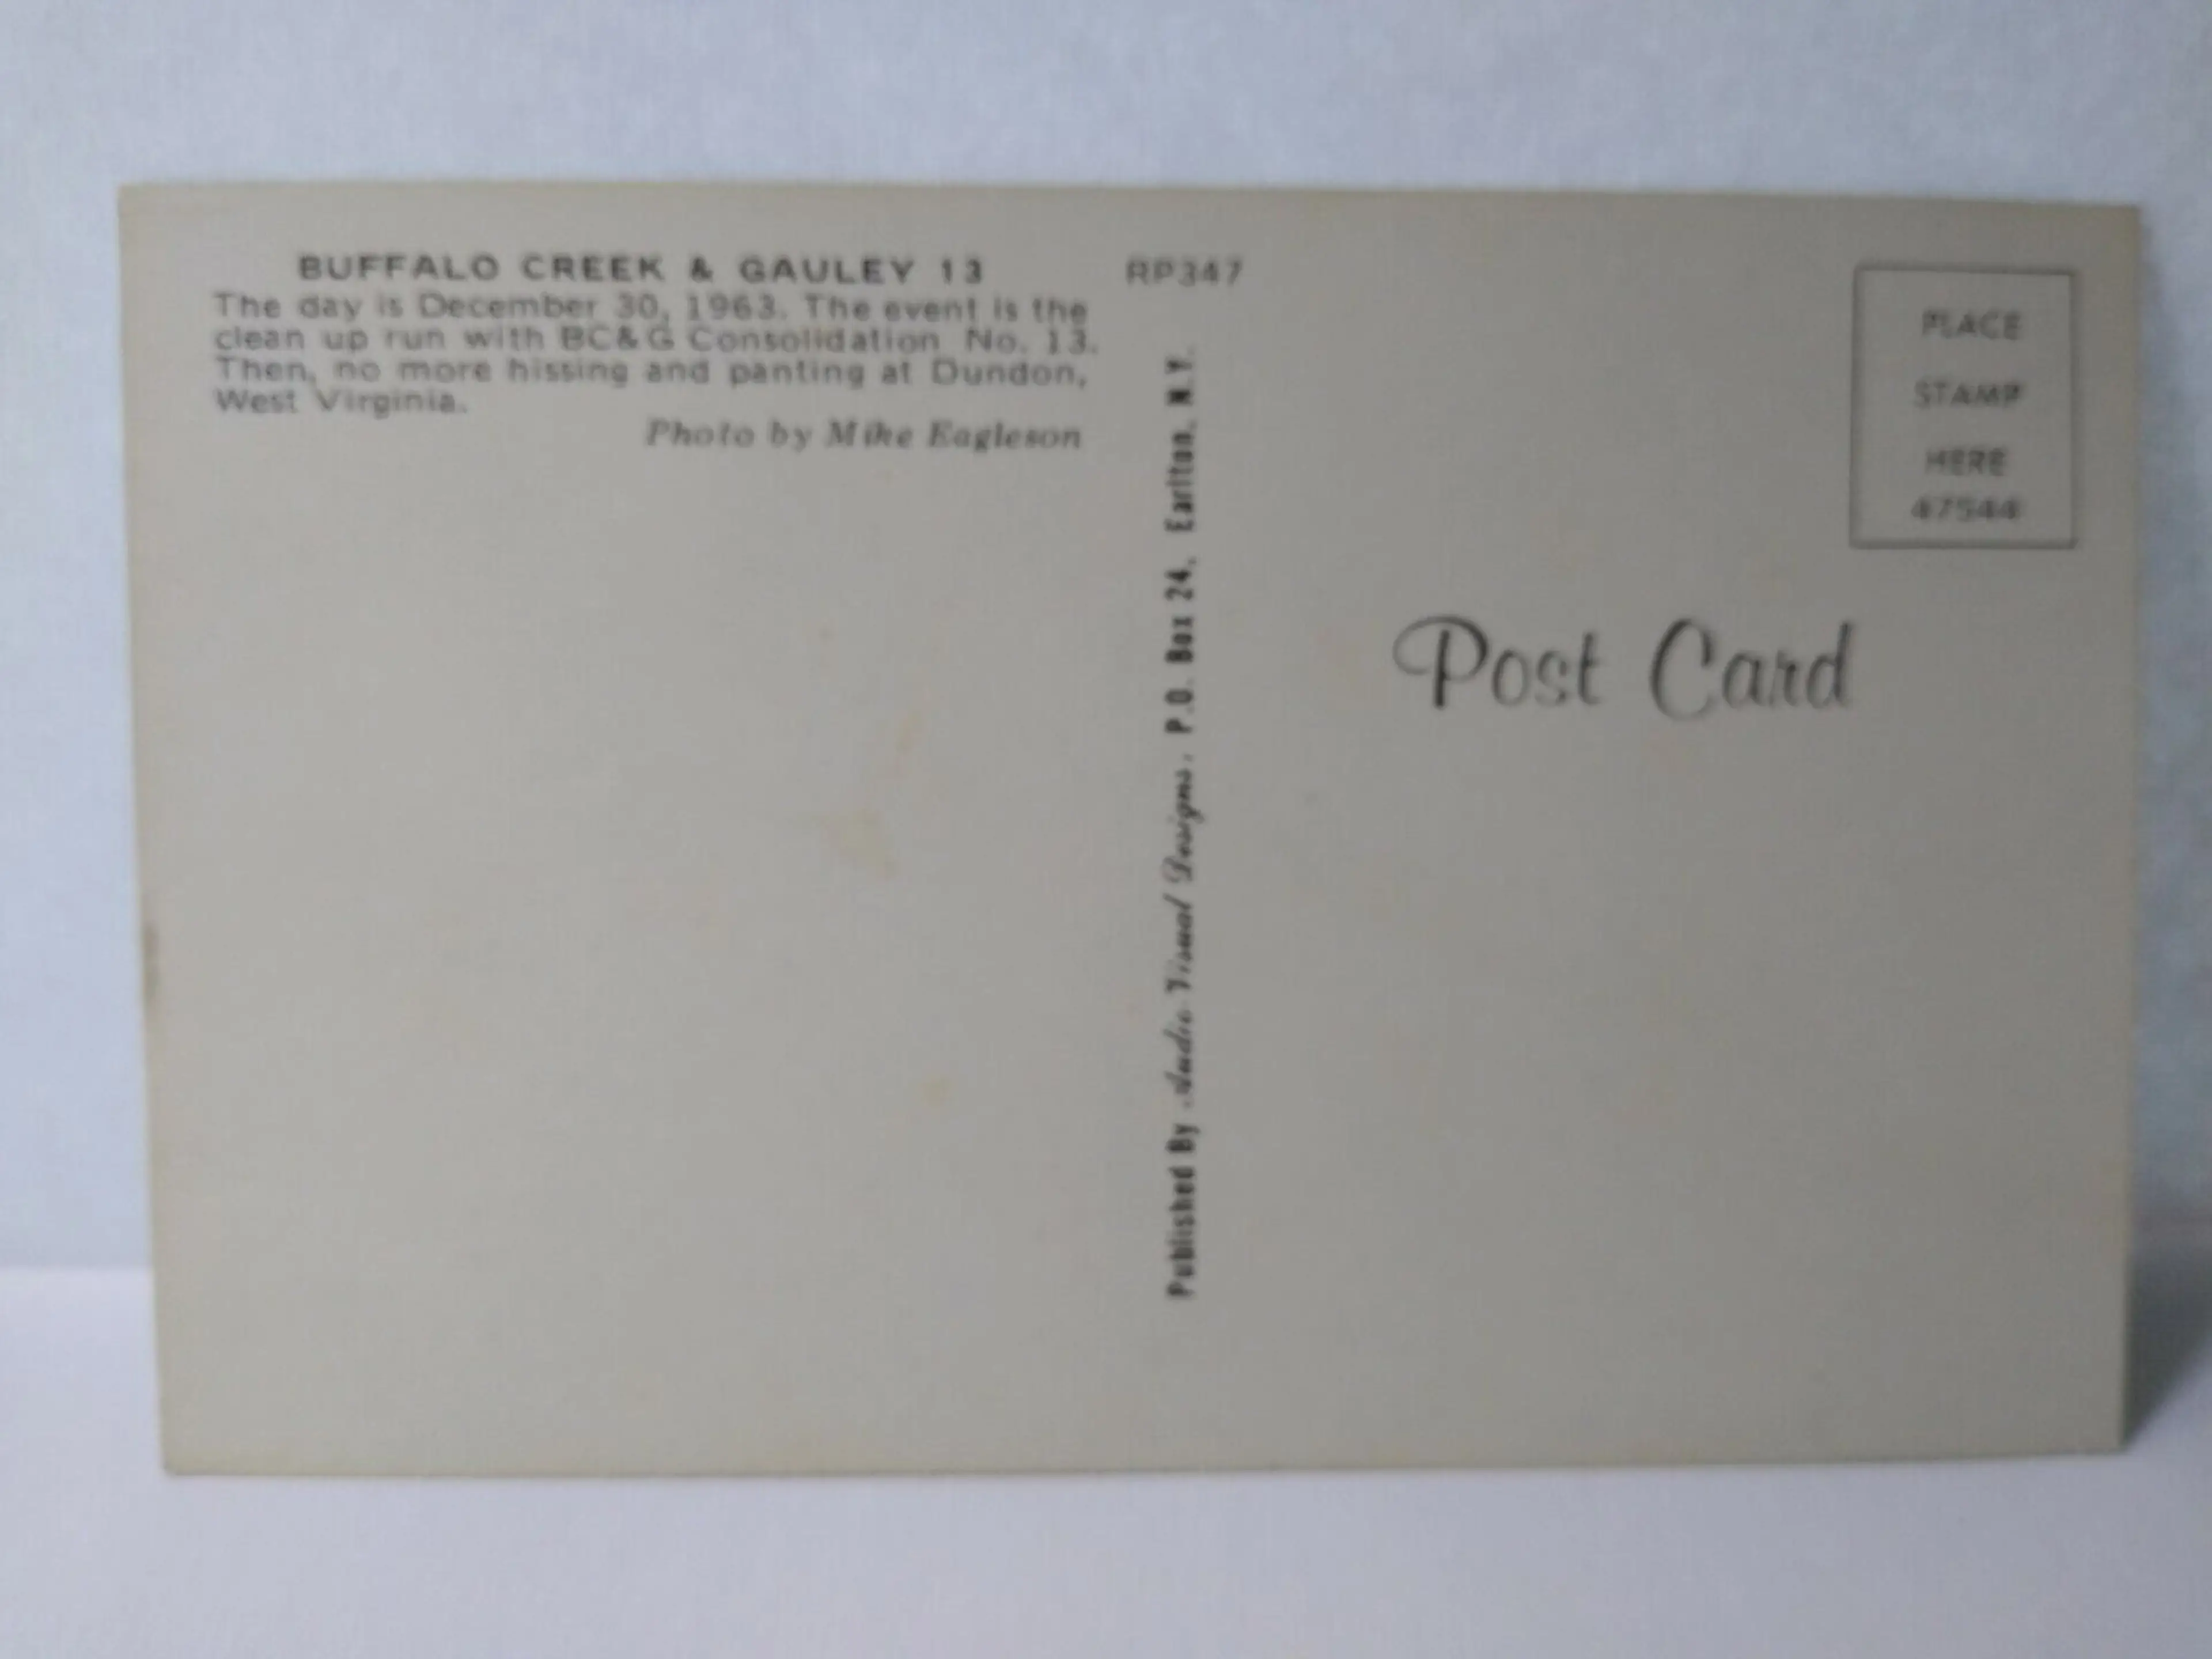 BUFFALO CREEK & GAULEY 13
The day is December 30, 1963. The event is the
clean up run with BC&G Consolidation No. 13.
Then, no more hissing and panting at Dundon,
West Virginia.
Photo by Mike Eagleson
RP347
Published By Audio Visual Designs, P.O. Box 24, Earlton, N.Y.
PLACE
STAMP
HERE
47544
Post Card